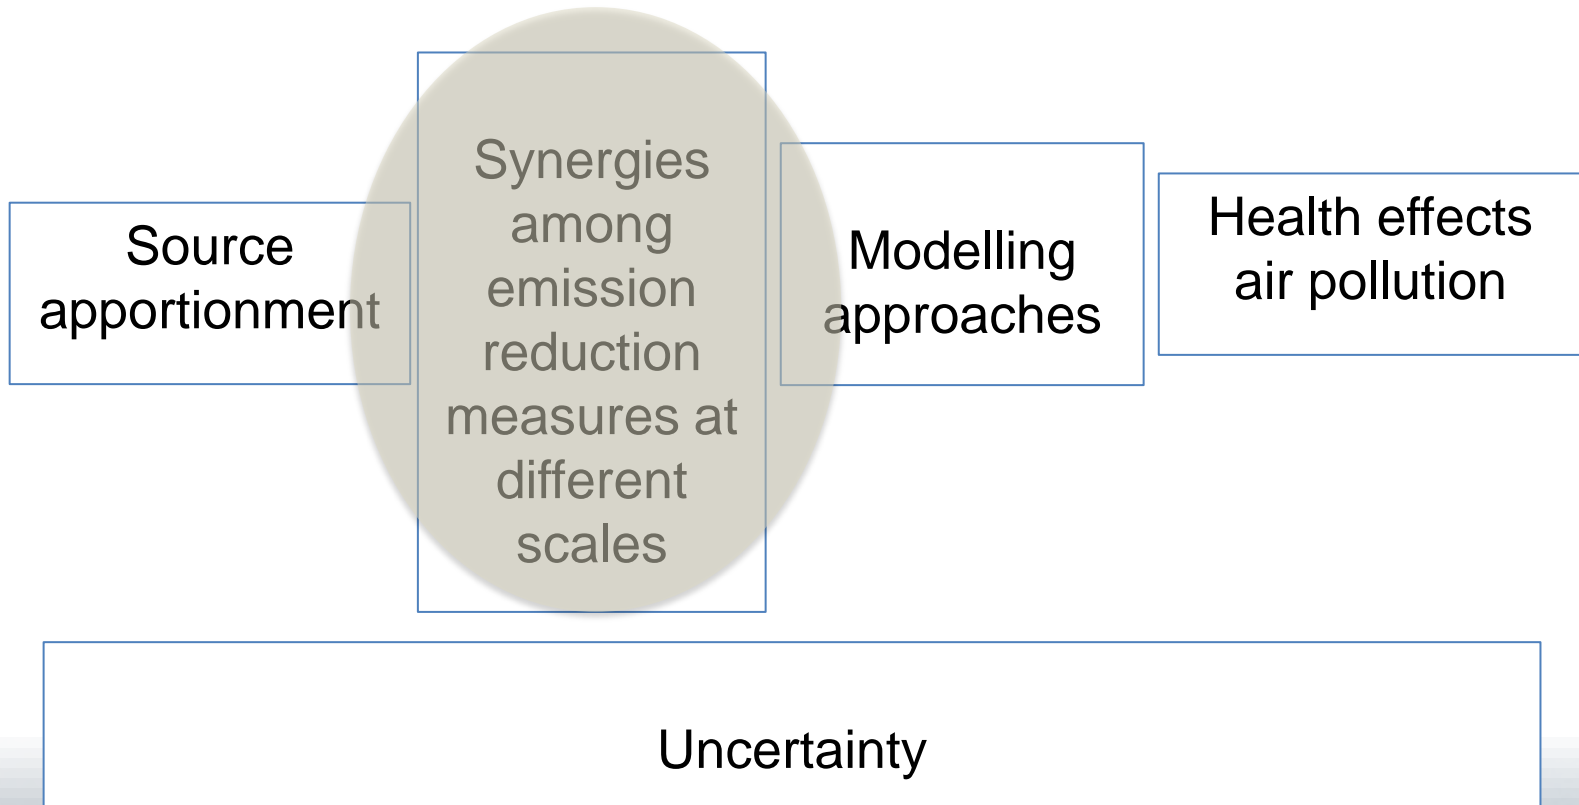 Source
apportionment
Synergies
among
emission
reduction
measures at
different
scales
Modelling
approaches
Health effects
air pollution
Uncertainty